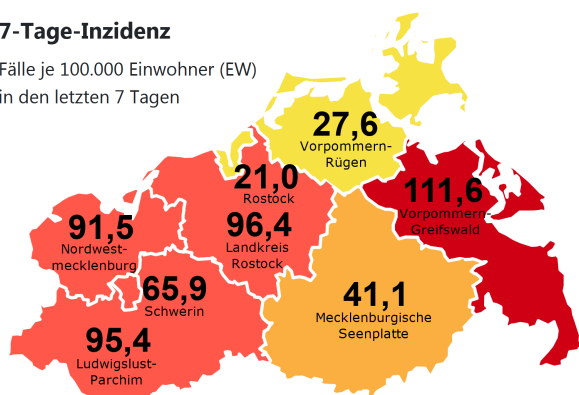 7-Tage-Inzidenz
Fälle je 100.000 Einwohner (EW)
in den letzten 7 Tagen
27,6
Vorpommern-
Rügen
21,0
Rostock
111,6
Vorpommern-
Greifswald
91,5
Nordwest-
mecklenburg
96,4
Landkreis
Rostock
65,9
Schwerin
41,1
Mecklenburgische
Seenplatte
95,4
Ludwigslust-
Parchim